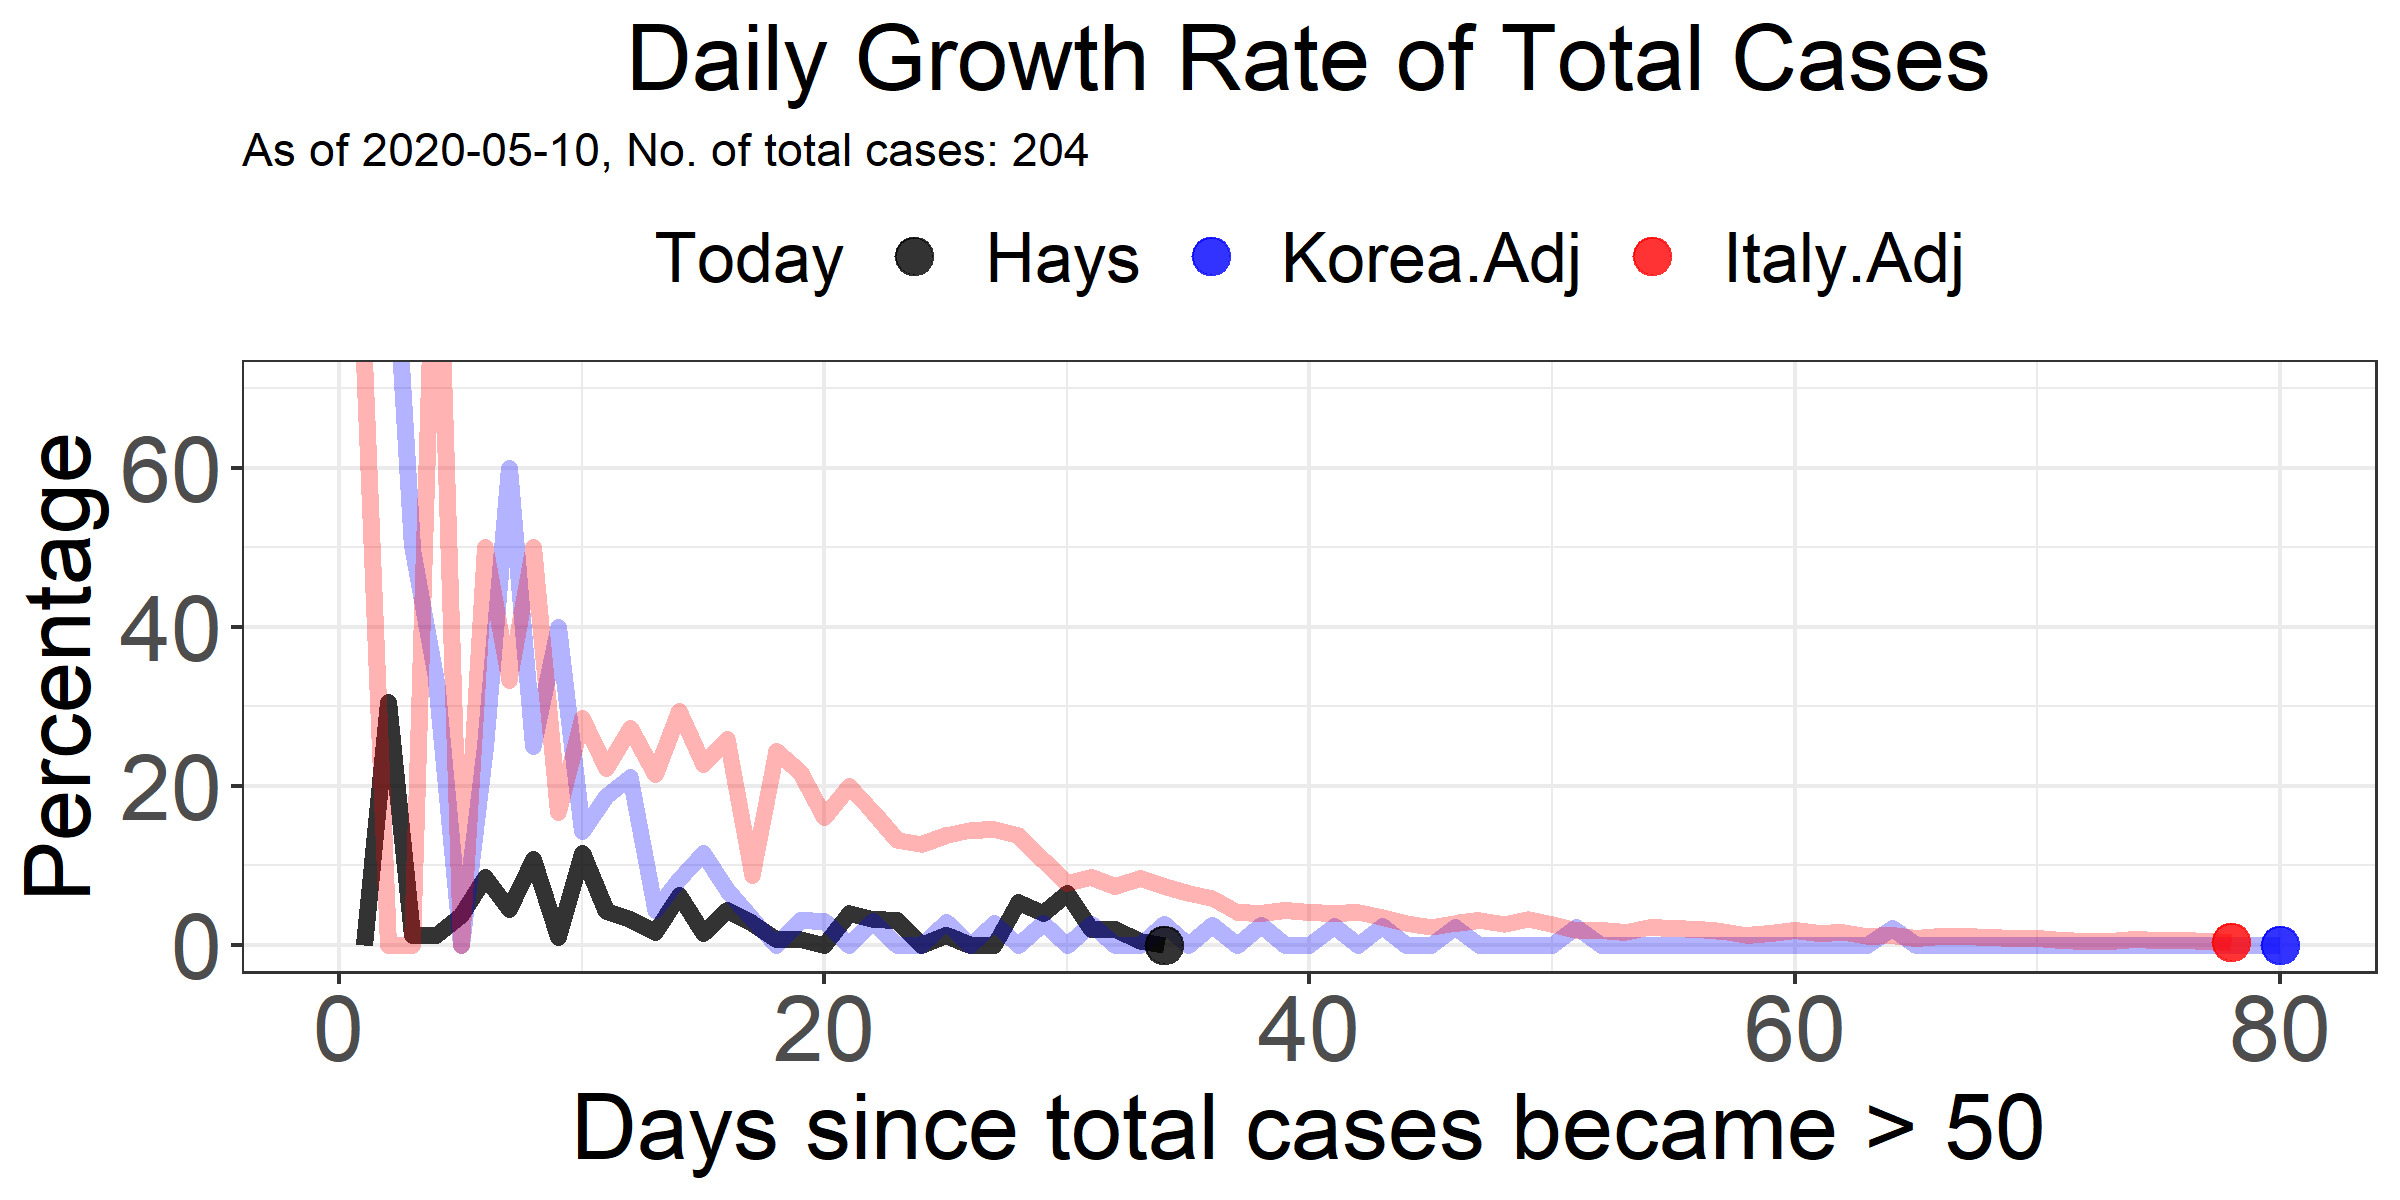 Daily Growth Rate of Total Cases
As of 2020-05-10, No. of total cases: 204
Today Hays Korea.Adj Italy.Adj
Percentage
60
40
20
0
0 20 40 60 80
Days since total cases became > 50